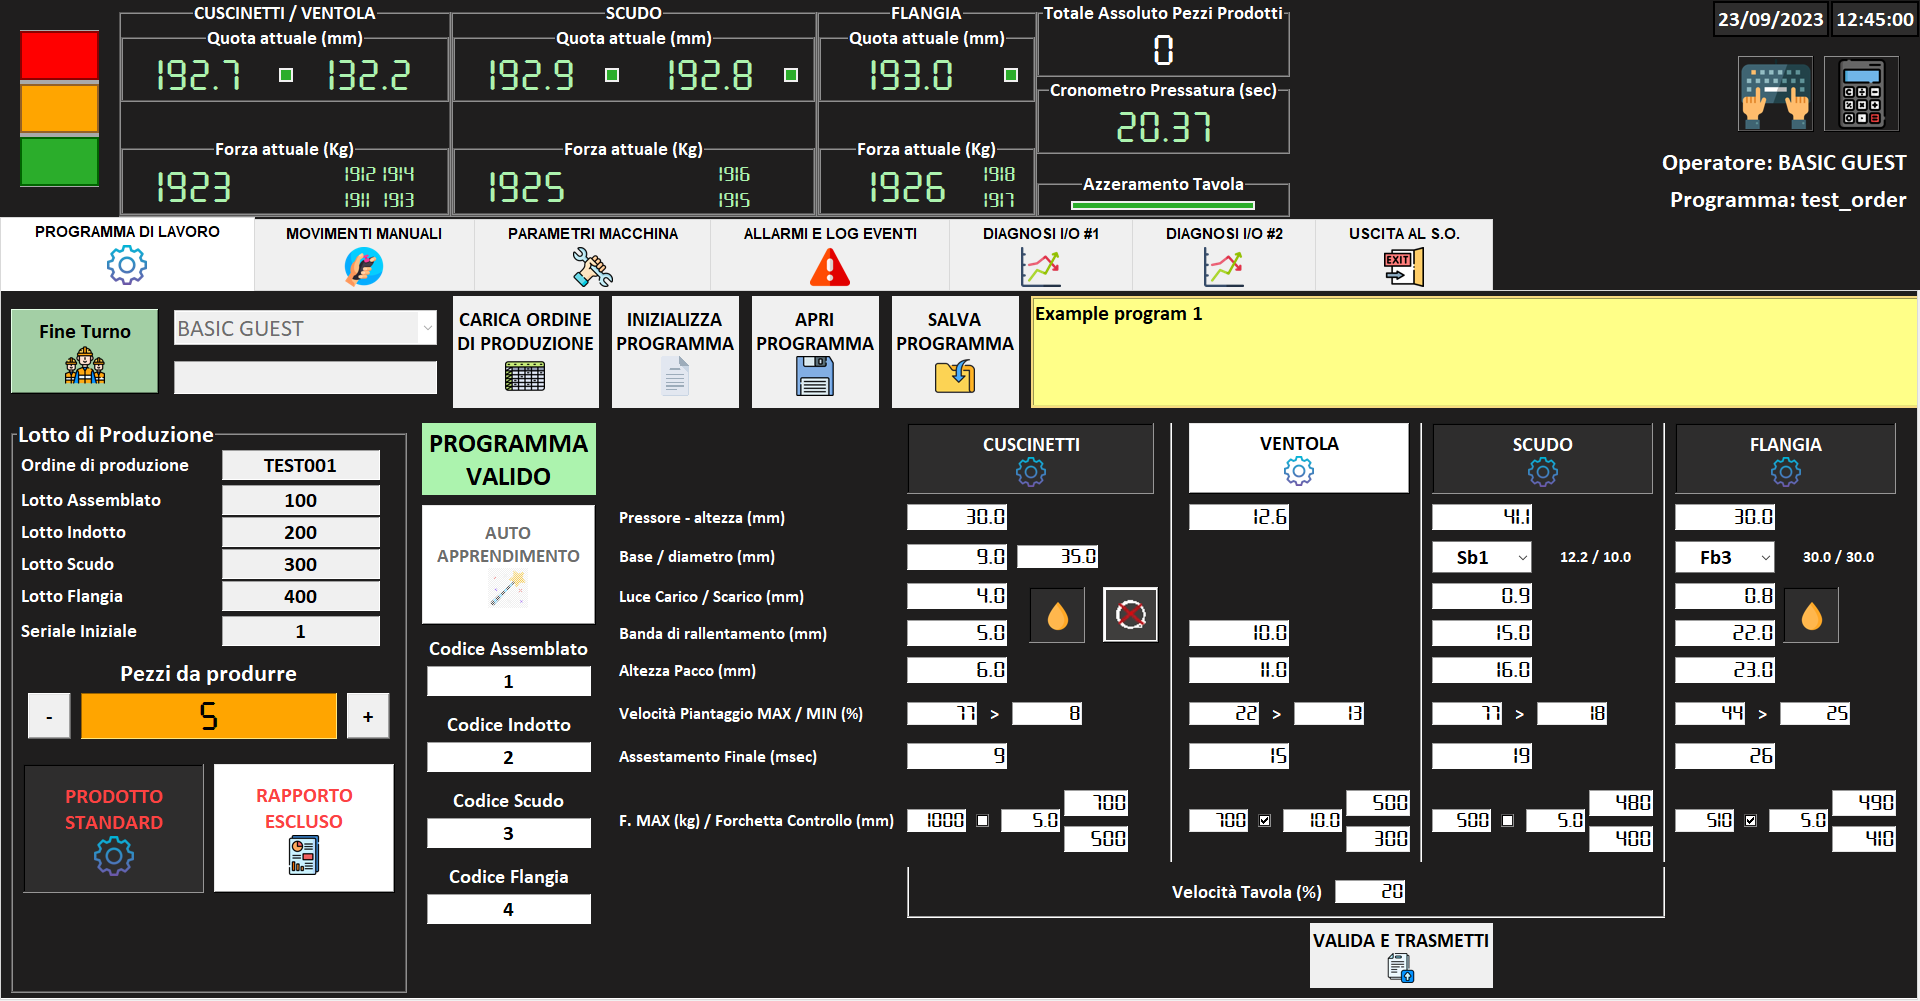 CUSCINETTI / VENTOLA
Quota attuale (mm)
192.7 132.2
Forza attuale (Kg)
1923
1912 1914
1911 1913
SCUDO
Quota attuale (mm)
192.9 192.8
Forza attuale (Kg)
1925
1916
1915
FLANGIA
Quota attuale (mm)
193.0
Forza attuale (Kg)
1926
1918
1917
Totale Assoluto Pezzi Prodotti
0
Cronometro Pressatura (sec)
20.37
Azzeramento Tavola
23/09/2023 12:45:00
Operatore: BASIC GUEST
Programma: test_order
PROGRAMMA DI LAVORO
MOVIMENTI MANUALI
PARAMETRI MACCHINA
ALLARMI E LOG EVENTI
DIAGNOSI I/O #1
DIAGNOSI I/O #2
USCITA AL S.O.
EXIT
Fine Turno
BASIC GUEST
CARICA ORDINE
DI PRODUZIONE
INIZIALIZZA
PROGRAMMA
APRI
PROGRAMMA
SALVA
PROGRAMMA
Example program 1
Lotto di Produzione
Ordine di produzione TEST001
Lotto Assemblato 100
Lotto Indotto 200
Lotto Scudo 300
Lotto Flangia 400
Seriale Iniziale 1
Pezzi da produrre
- 5 +
PRODOTTO
STANDARD
RAPPORTO
ESCLUSO
PROGRAMMA
VALIDO
AUTO
APPRENDIMENTO
Codice Assemblato
1
Codice Indotto
2
Codice Scudo
3
Codice Flangia
4
CUSCINETTI VENTOLA SCUDO FLANGIA
Pressore - altezza (mm) 30.0 12.6 41.1 30.0
Base / diametro (mm) 9.0 35.0 Sb1 12.2 / 10.0 Fb3 30.0 / 30.0
Luce Carico / Scarico (mm) 4.0 0.9 0.8
Banda di rallentamento (mm) 5.0 10.0 15.0 22.0
Altezza Pacco (mm) 6.0 11.0 16.0 23.0
Velocità Piantaggio MAX / MIN (%) 77 > 8 22 > 13 77 > 18 44 > 25
Assestamento Finale (msec) 9 15 19 26
700 500 480 490
F. MAX (kg) / Forchetta Controllo (mm) 1000 5.0 700 10.0 500 5.0 510 5.0
500 300 400 410
Velocità Tavola (%) 20
VALIDA E TRASMETTI